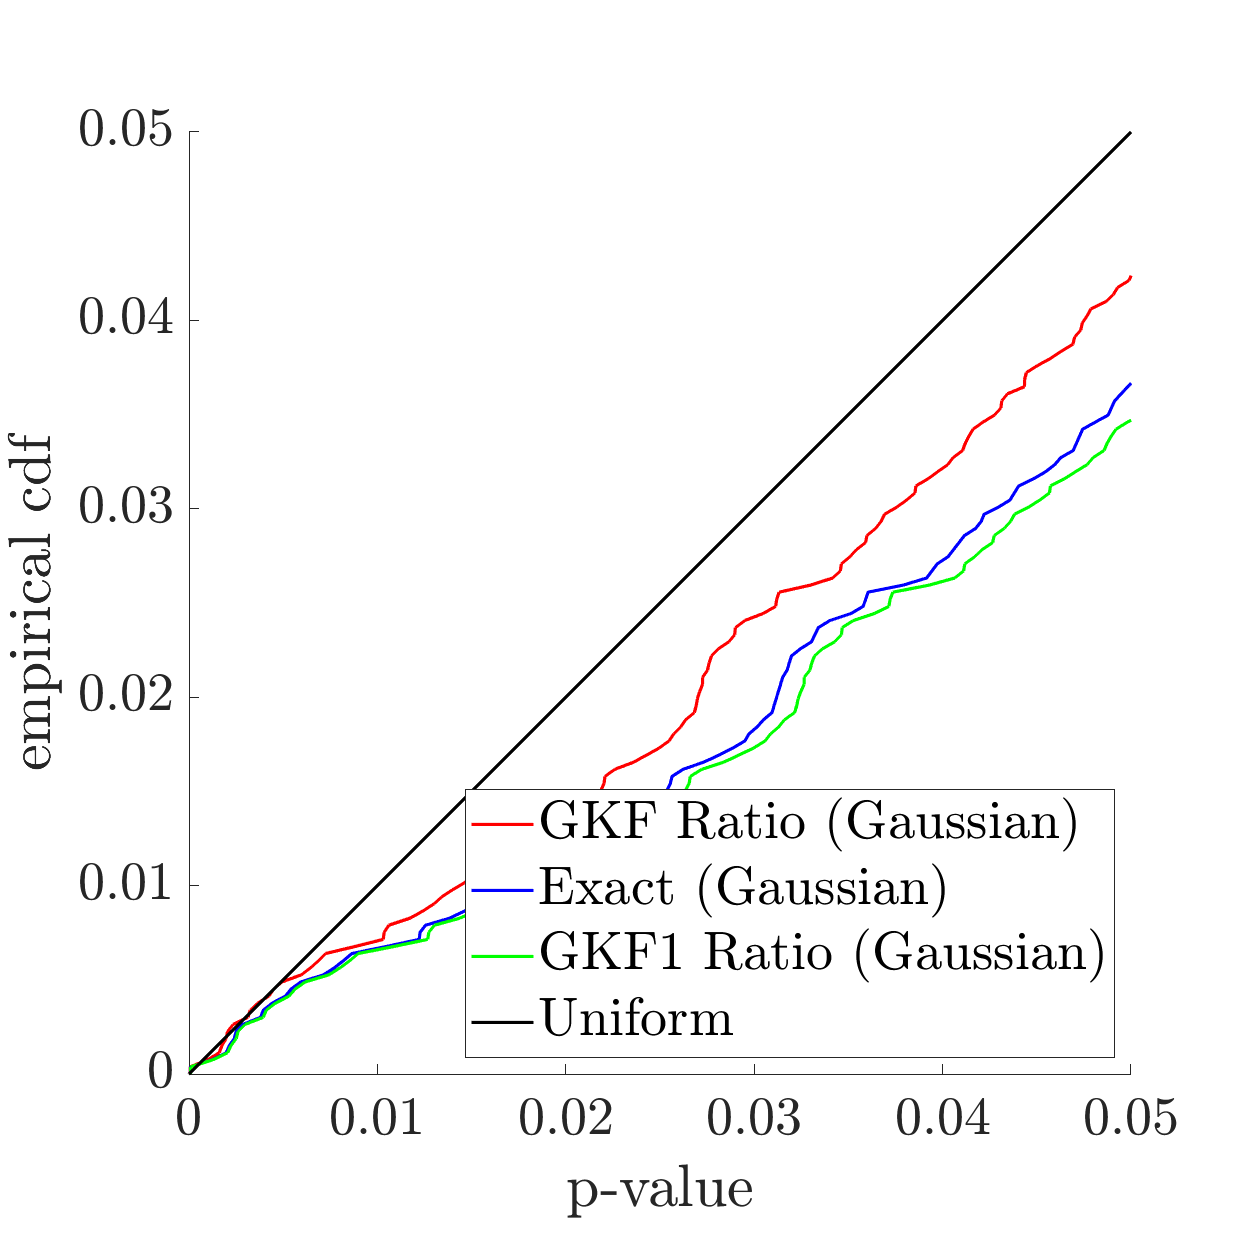 0.05
0.04
0.03
0.02
0.01
0
empirical cdf
GKF Ratio (Gaussian)
Exact (Gaussian)
GKF1 Ratio (Gaussian)
Uniform
0 0.01 0.02 0.03 0.04 0.05
p-value